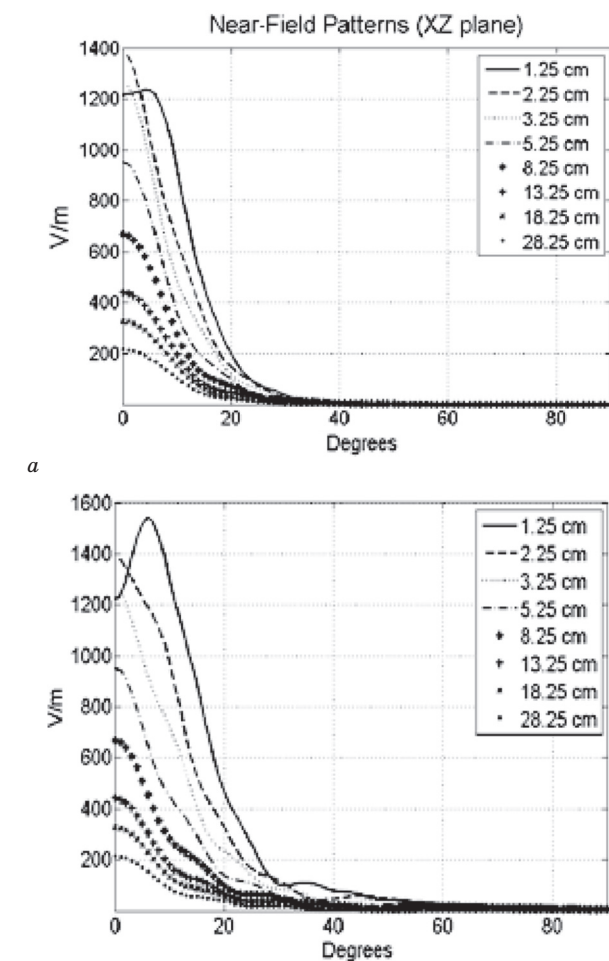 Near-Field Patterns (XZ plane)
1400
1200
1000
800
600
400
200
V/m
1.25 cm
2.25 cm
3.25 cm
5.25 cm
8.25 cm
13.25 cm
18.25 cm
28.25 cm
0 20 40 60 80
Degrees
a
1600
1400
1200
1000
800
600
400
200
V/m
1.25 cm
2.25 cm
3.25 cm
5.25 cm
8.25 cm
13.25 cm
18.25 cm
28.25 cm
0 20 40 60 80
Degrees